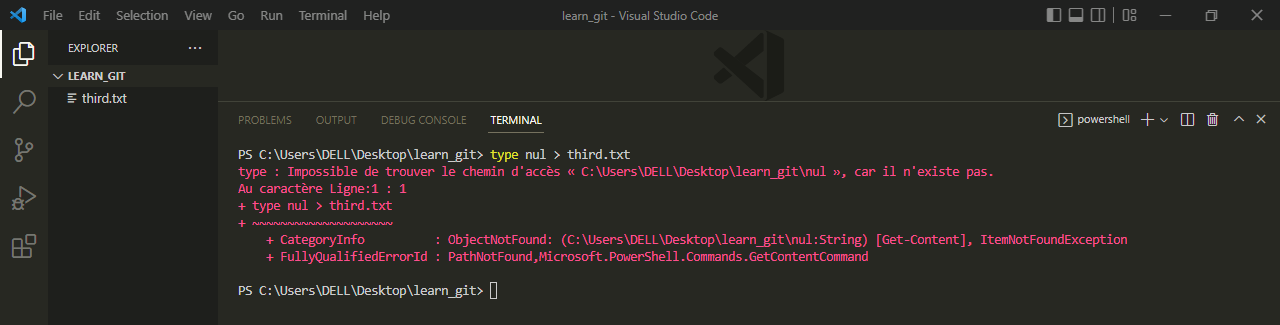 File Edit Selection View Go Run Terminal Help learn_git - Visual Studio Code
EXPLORER ···
LEARN_GIT
third.txt
PROBLEMS OUTPUT DEBUG CONSOLE TERMINAL powershell
PS C:\Users\DELL\Desktop\learn_git> type nul > third.txt
type : Impossible de trouver le chemin d'accès « C:\Users\DELL\Desktop\learn_git\nul », car il n'existe pas.
Au caractère Ligne:1 : 1
+ type nul > third.txt
+ ~~~~~~~~~~~~~~~~~~~~
+ CategoryInfo : ObjectNotFound: (C:\Users\DELL\Desktop\learn_git\nul:String) [Get-Content], ItemNotFoundException
+ FullyQualifiedErrorId : PathNotFound,Microsoft.PowerShell.Commands.GetContentCommand
PS C:\Users\DELL\Desktop\learn_git>